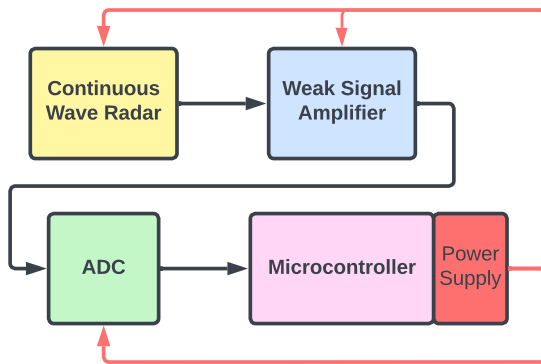 Continuous
Wave Radar
Weak Signal
Amplifier
ADC
Microcontroller
Power
Supply